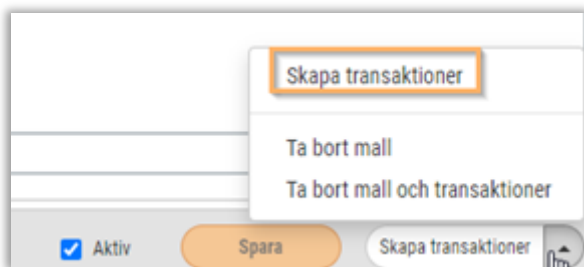 Skapa transaktioner
Ta bort mall
Ta bort mall och transaktioner
Aktiv
Spara
Skapa transaktioner